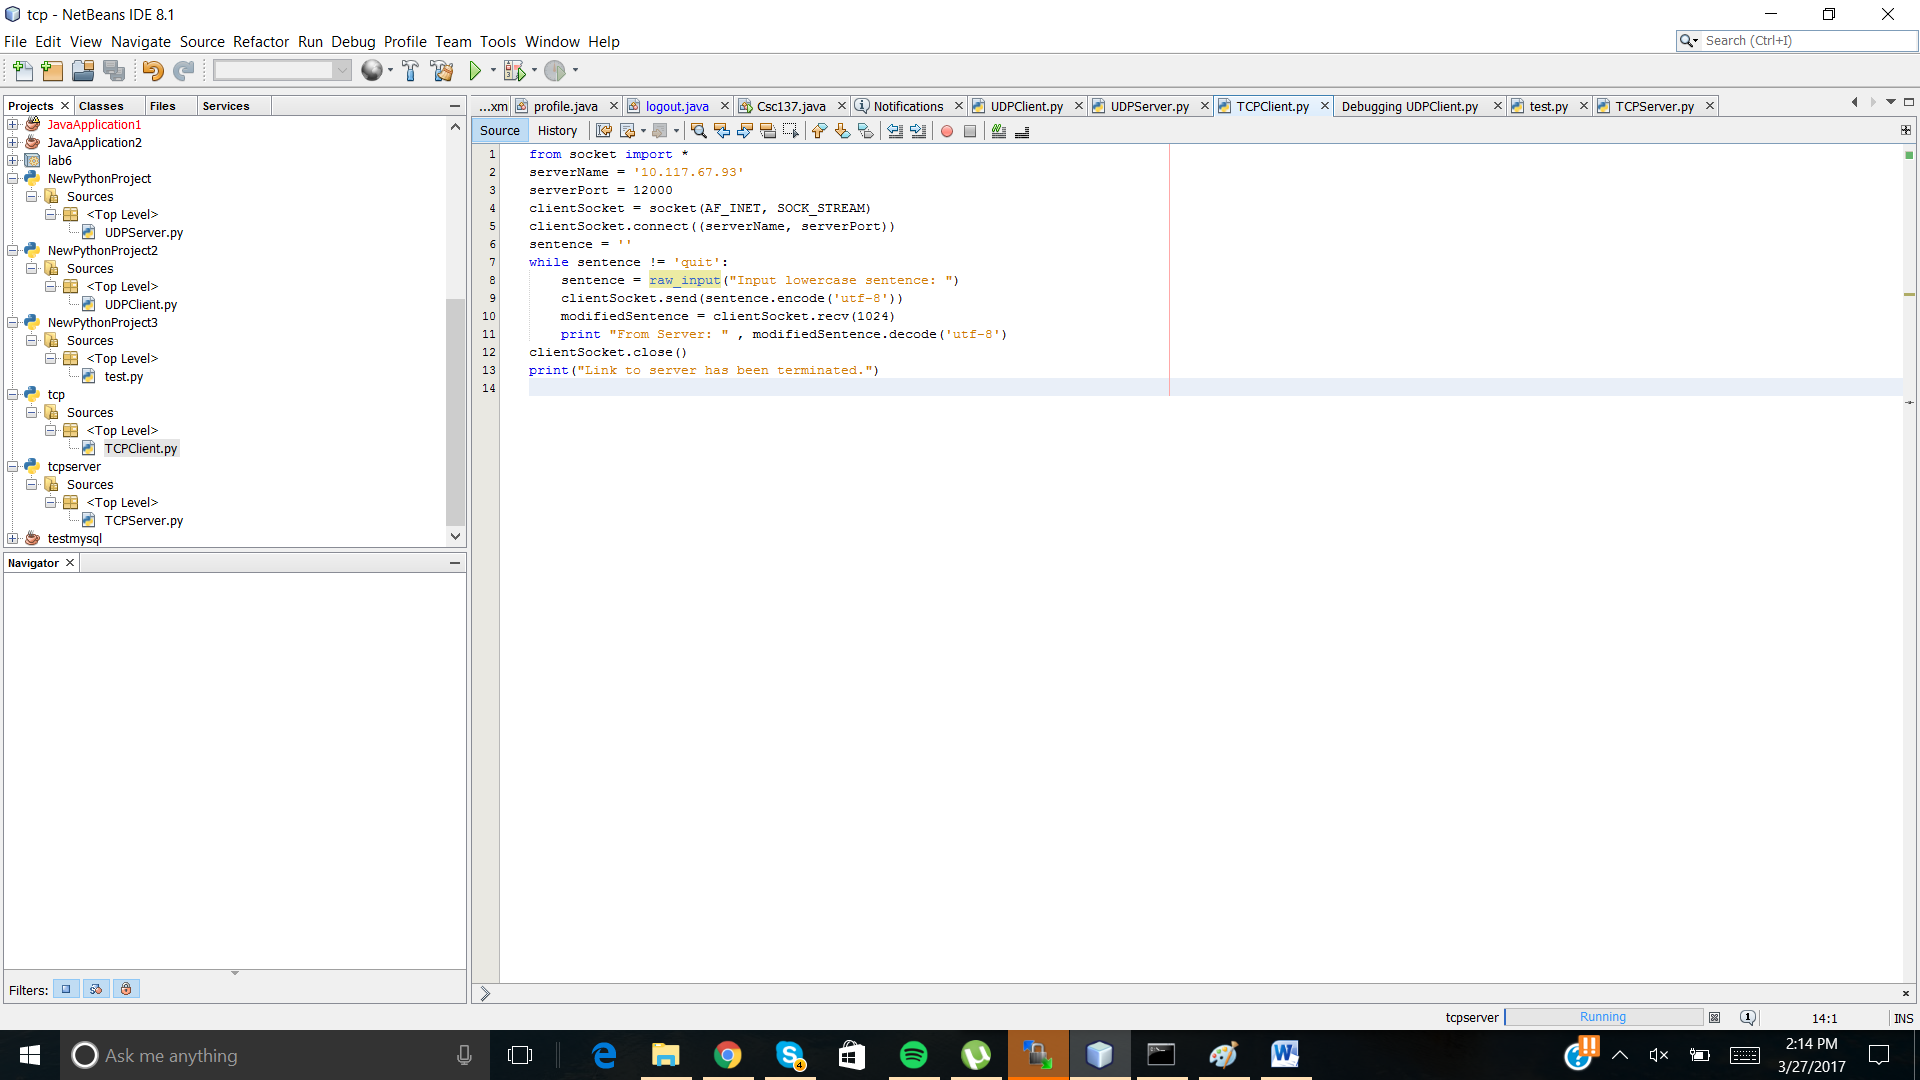 tcp - NetBeans IDE 8.1
File Edit View Navigate Source Refactor Run Debug Profile Team Tools Window Help
Search (Ctrl+I)
Projects Classes Files Services
JavaApplication1
JavaApplication2
lab6
NewPythonProject
Sources
<Top Level>
UDPServer.py
NewPythonProject2
Sources
<Top Level>
UDPClient.py
NewPythonProject3
Sources
<Top Level>
test.py
tcp
Sources
<Top Level>
TCPClient.py
tcpserver
Sources
<Top Level>
TCPServer.py
testmysql
Navigator
Filters:
...xm profile.java logout.java Csc137.java Notifications UDPClient.py UDPServer.py TCPClient.py Debugging UDPClient.py test.py TCPServer.py
Source History
1 from socket import *
2 serverName = '10.117.67.93'
3 serverPort = 12000
4 clientSocket = socket(AF_INET, SOCK_STREAM)
5 clientSocket.connect((serverName, serverPort))
6 sentence = ''
7 while sentence != 'quit':
8 sentence = raw_input("Input lowercase sentence: ")
9 clientSocket.send(sentence.encode('utf-8'))
10 modifiedSentence = clientSocket.recv(1024)
11 print "From Server: " , modifiedSentence.decode('utf-8')
12 clientSocket.close()
13 print("Link to server has been terminated.")
14
tcpserver Running 14:1 INS
Ask me anything
4
2:14 PM
3/27/2017